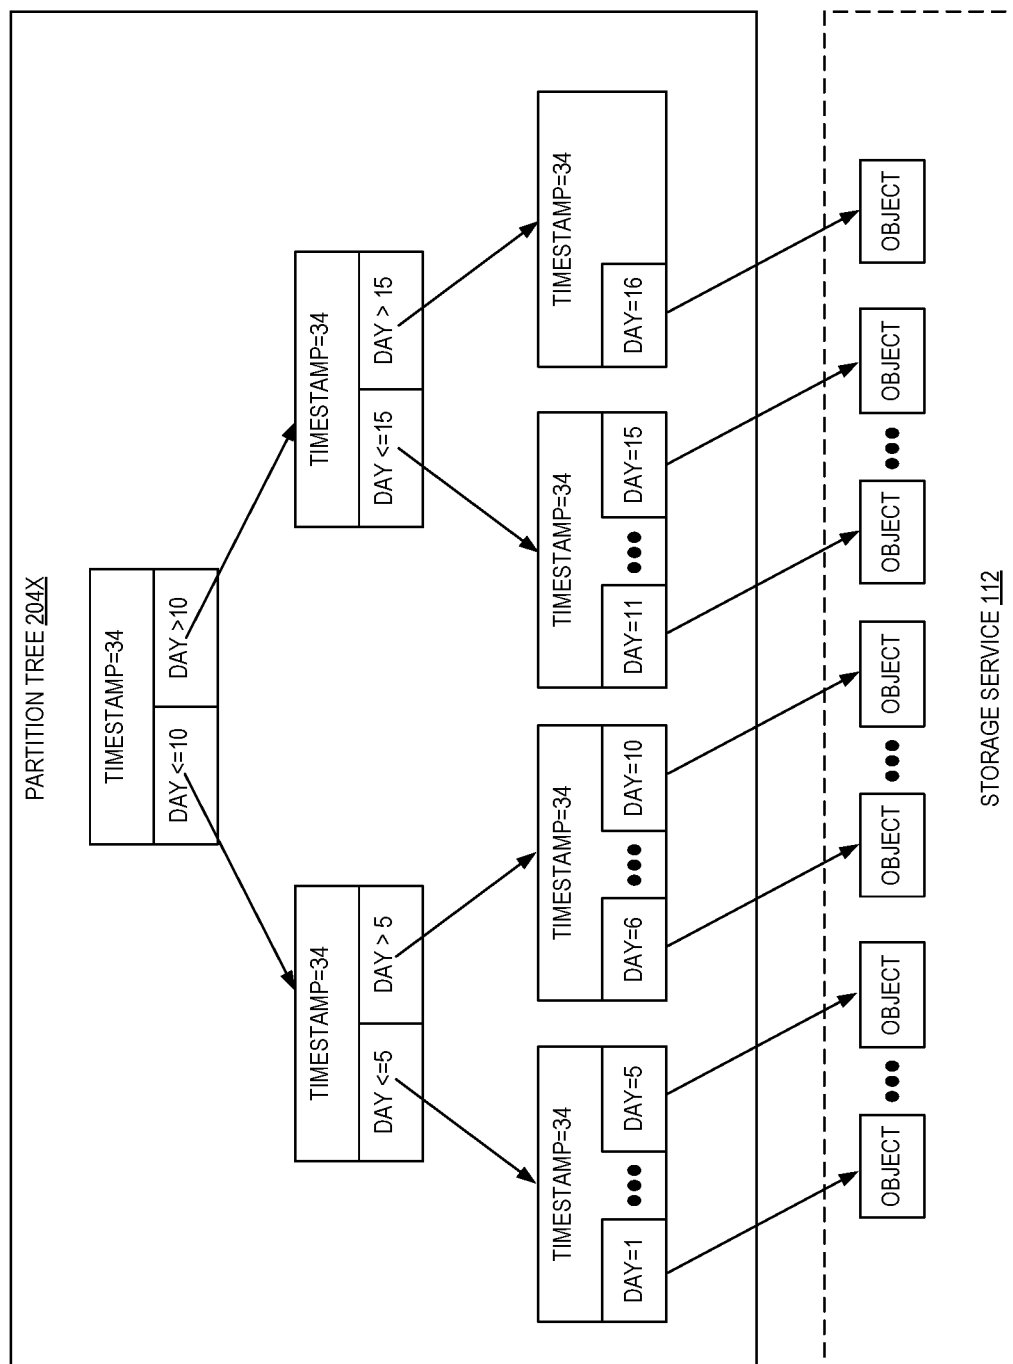 PARTITION TREE 204X
TIMESTAMP=34
DAY <=10
DAY >10
TIMESTAMP=34
DAY <=5
DAY > 5
TIMESTAMP=34
DAY <=15
DAY > 15
TIMESTAMP=34
DAY=1
DAY=5
TIMESTAMP=34
DAY=6
DAY=10
TIMESTAMP=34
DAY=11
DAY=15
TIMESTAMP=34
DAY=16
OBJECT
OBJECT
OBJECT
OBJECT
OBJECT
OBJECT
OBJECT
STORAGE SERVICE 112